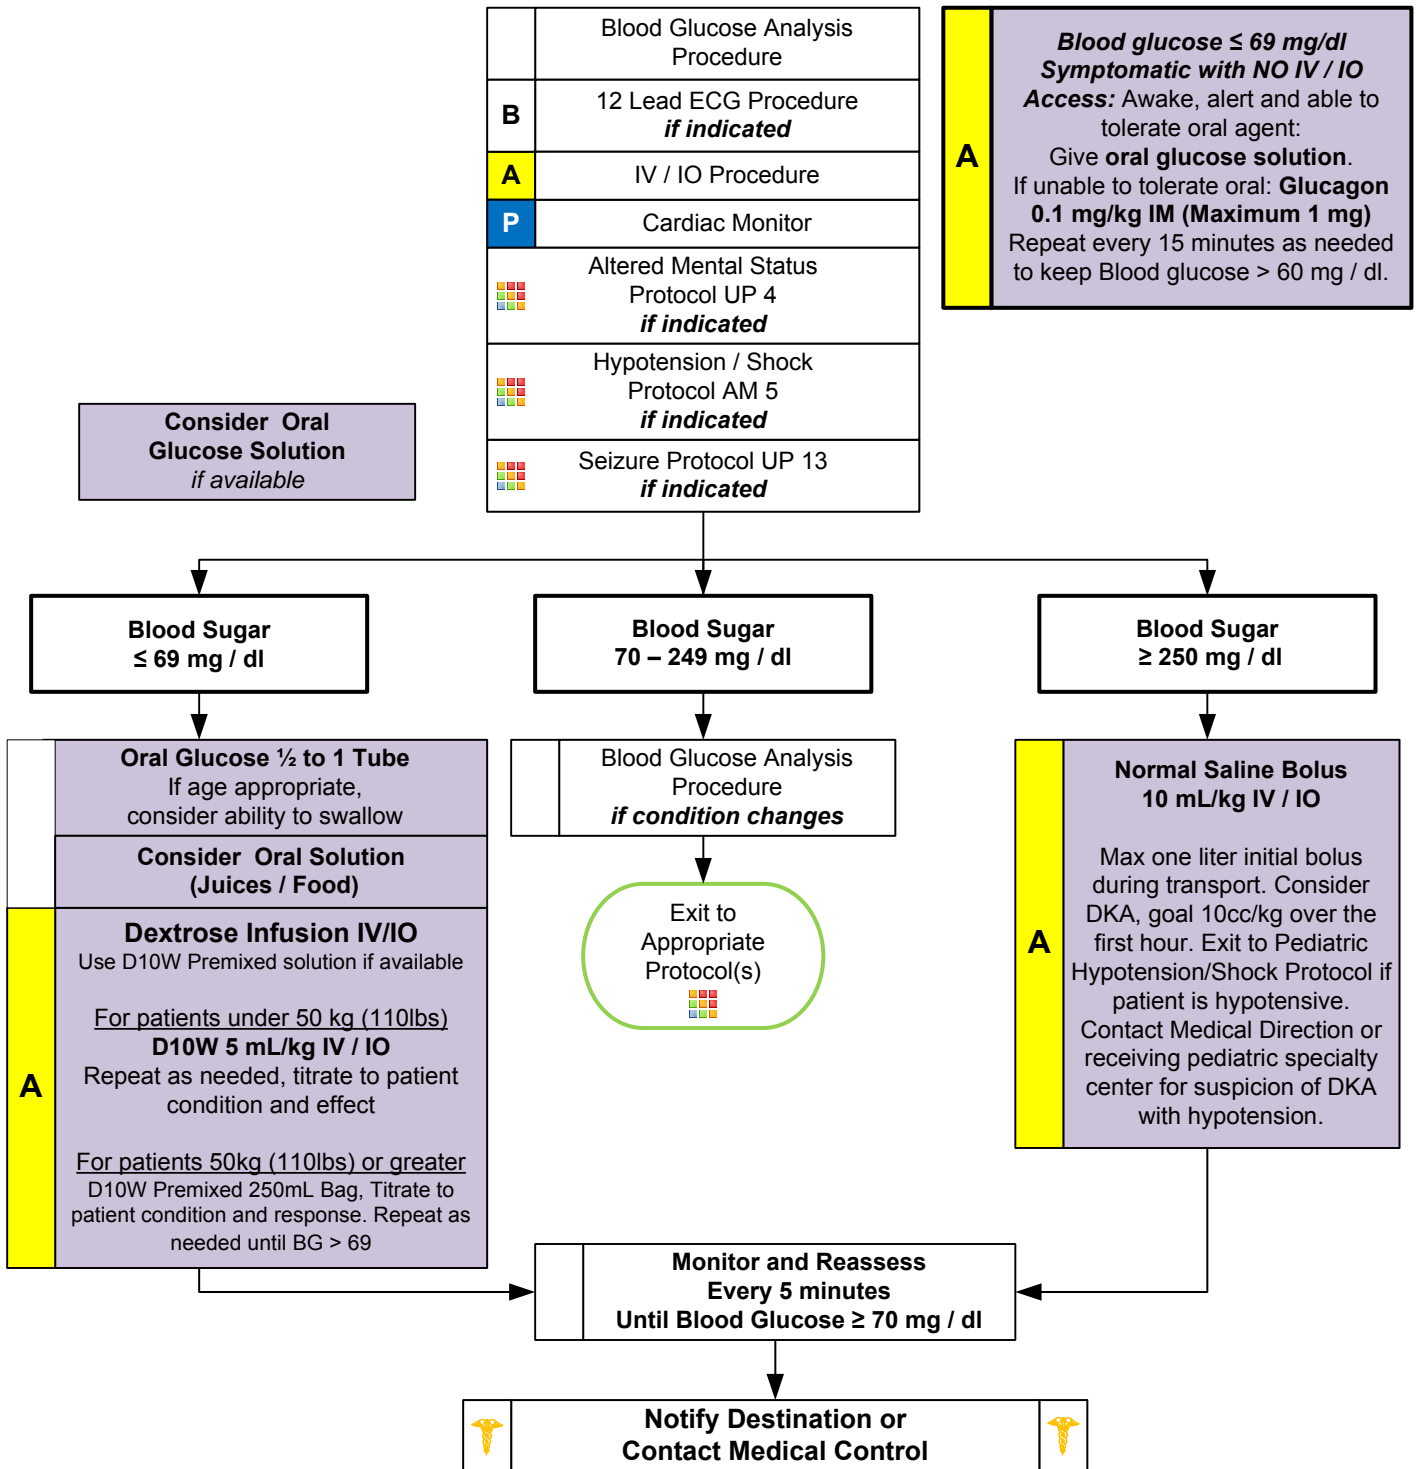 Blood Glucose Analysis
Procedure
B
12 Lead ECG Procedure
if indicated
A
IV / IO Procedure
P
Cardiac Monitor
Altered Mental Status
Protocol UP 4
if indicated
Hypotension / Shock
Protocol AM 5
if indicated
Seizure Protocol UP 13
if indicated
A
Blood glucose ≤ 69 mg/dl
Symptomatic with NO IV / IO
Access: Awake, alert and able to
tolerate oral agent:
Give oral glucose solution.
If unable to tolerate oral: Glucagon
0.1 mg/kg IM (Maximum 1 mg)
Repeat every 15 minutes as needed
to keep Blood glucose > 60 mg / dl.
Consider Oral
Glucose Solution
if available
Blood Sugar
≤ 69 mg / dl
Blood Sugar
70 – 249 mg / dl
Blood Sugar
≥ 250 mg / dl
Oral Glucose ½ to 1 Tube
If age appropriate,
consider ability to swallow
Consider Oral Solution
(Juices / Food)
A
Dextrose Infusion IV/IO
Use D10W Premixed solution if available
For patients under 50 kg (110lbs)
D10W 5 mL/kg IV / IO
Repeat as needed, titrate to patient
condition and effect
For patients 50kg (110lbs) or greater
D10W Premixed 250mL Bag, Titrate to
patient condition and response. Repeat as
needed until BG > 69
Blood Glucose Analysis
Procedure
if condition changes
Exit to
Appropriate
Protocol(s)
A
Normal Saline Bolus
10 mL/kg IV / IO
Max one liter initial bolus
during transport. Consider
DKA, goal 10cc/kg over the
first hour. Exit to Pediatric
Hypotension/Shock Protocol if
patient is hypotensive.
Contact Medical Direction or
receiving pediatric specialty
center for suspicion of DKA
with hypotension.
Monitor and Reassess
Every 5 minutes
Until Blood Glucose ≥ 70 mg / dl
Notify Destination or
Contact Medical Control